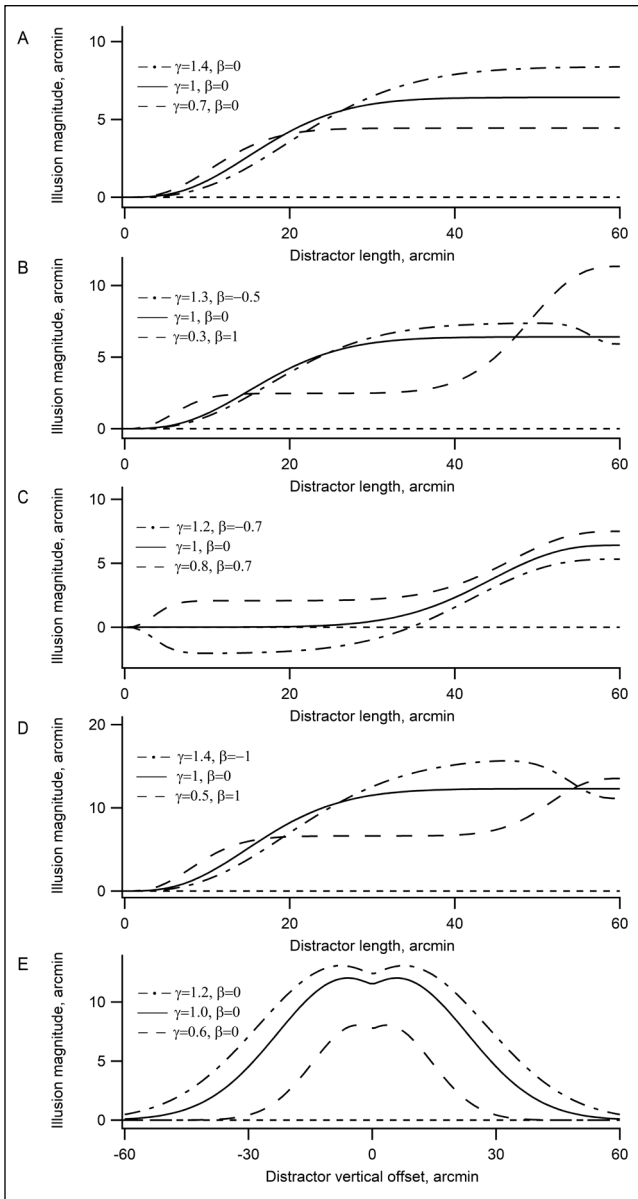 A
Illusion magnitude, arcmin
10
5
0
γ=1.4, β=0
γ=1, β=0
γ=0.7, β=0
0 20 40 60
Distractor length, arcmin
B
Illusion magnitude, arcmin
10
5
0
γ=1.3, β=−0.5
γ=1, β=0
γ=0.3, β=1
0 20 40 60
Distractor length, arcmin
C
Illusion magnitude, arcmin
10
5
0
γ=1.2, β=−0.7
γ=1, β=0
γ=0.8, β=0.7
0 20 40 60
Distractor length, arcmin
D
Illusion magnitude, arcmin
20
10
0
γ=1.4, β=−1
γ=1, β=0
γ=0.5, β=1
0 20 40 60
Distractor length, arcmin
E
Illusion magnitude, arcmin
10
5
0
γ=1.2, β=0
γ=1.0, β=0
γ=0.6, β=0
-60 -30 0 30 60
Distractor vertical offset, arcmin